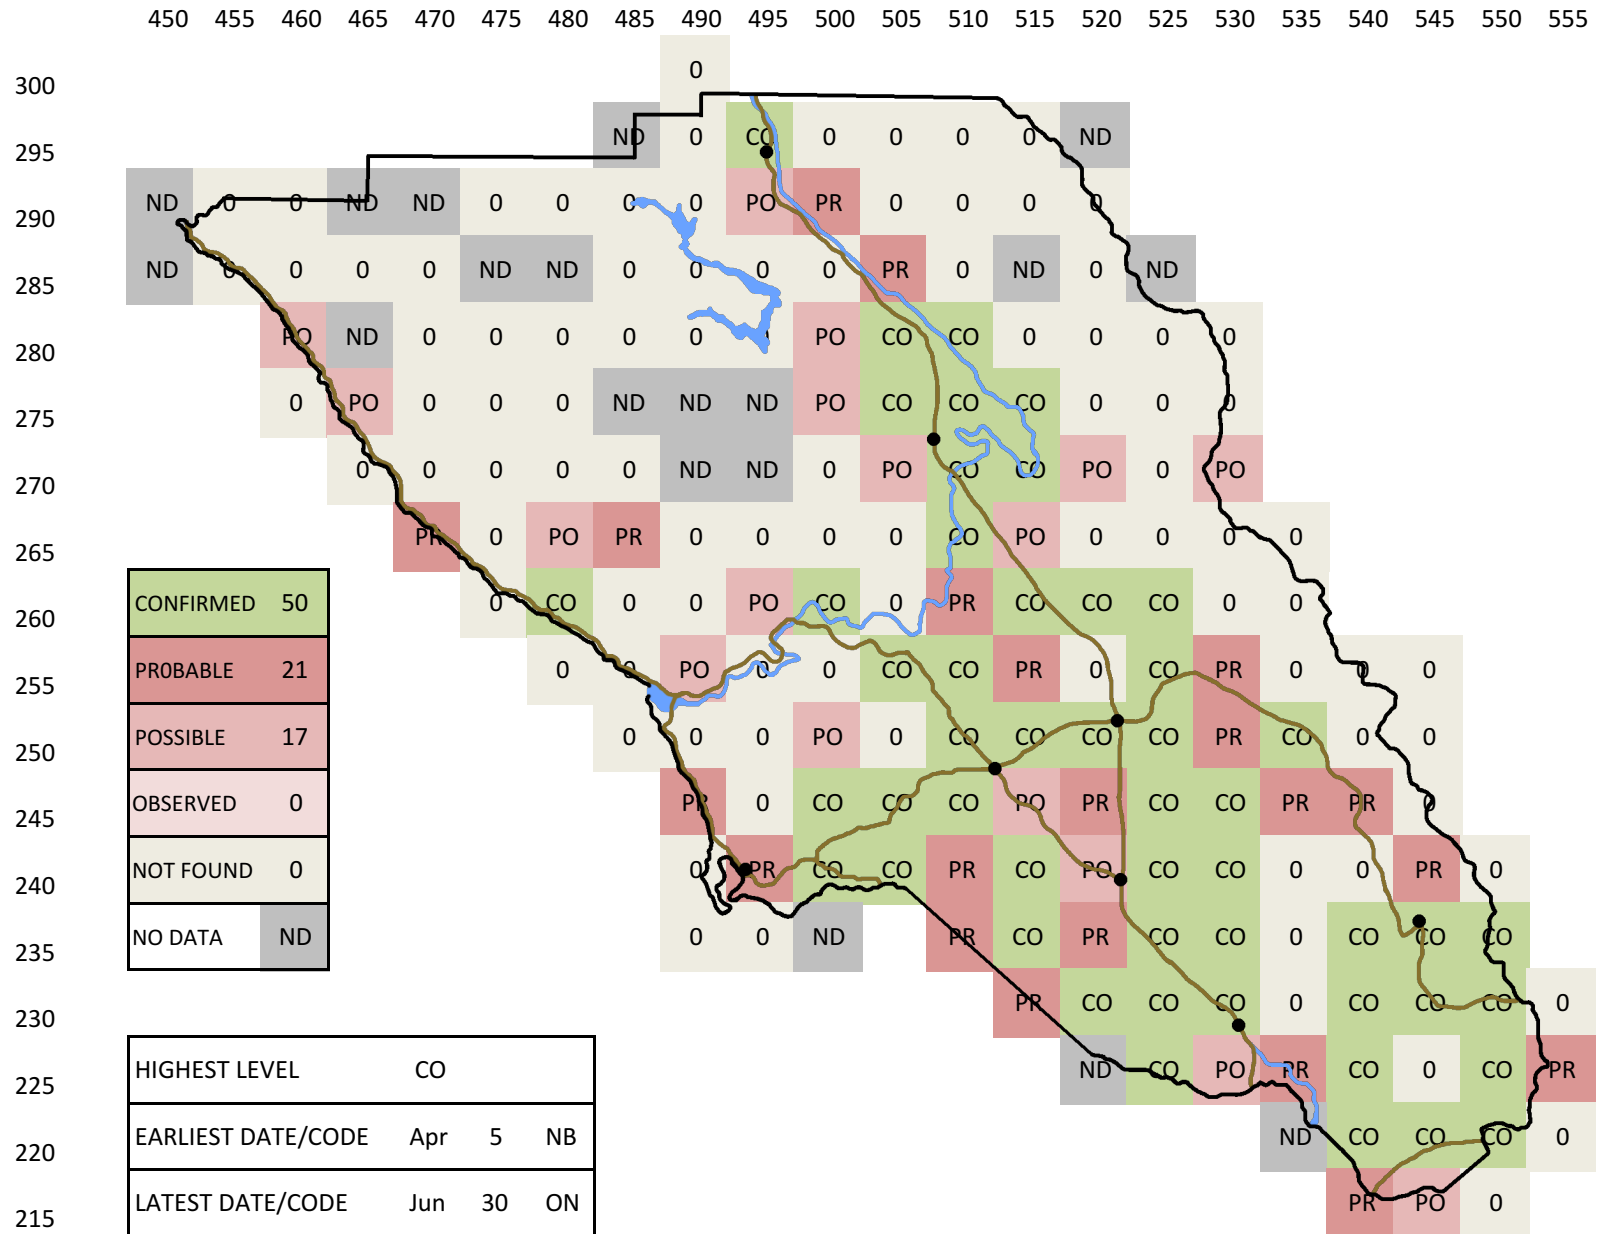 450 455 460 465 470 475 480 485 490 495 500 505 510 515 520 525 530 535 540 545 550 555
0
300
ND 0 CO 0 0 0 0 ND
295
ND 0 0 ND ND 0 0 0 0 PO PR 0 0 0 0
290
ND 0 0 0 0 ND ND 0 0 0 0 PR 0 ND 0 ND
285
PO ND 0 0 0 0 0 0 PO CO CO 0 0 0 0
280
0 PO 0 0 0 ND ND ND PO CO CO CO 0 0 0
275
0 0 0 0 0 ND ND 0 PO CO CO PO 0 PO
270
PR 0 PO PR 0 0 0 0 CO PO 0 0 0 0
265
0 CO 0 0 PO CO 0 PR CO CO CO 0 0
CONFIRMED 50
260
0 0 PO 0 0 CO CO PR 0 CO PR 0 0 0
PR0BABLE 21
255
0 0 0 PO 0 CO CO CO CO PR CO 0 0
POSSIBLE 17
250
PR 0 CO CO CO PO PR CO CO PR PR 0
OBSERVED 0
245
0 PR CO CO PR CO PO CO CO 0 0 PR 0
NOT FOUND 0
240
0 0 ND PR CO PR CO CO 0 CO CO CO
NO DATA ND
235
PR CO CO CO 0 CO CO CO 0
230
ND CO PO PR CO 0 CO PR
HIGHEST LEVEL CO
225
ND CO CO CO 0
EARLIEST DATE/CODE Apr 5 NB
220
PR PO 0
LATEST DATE/CODE Jun 30 ON
215